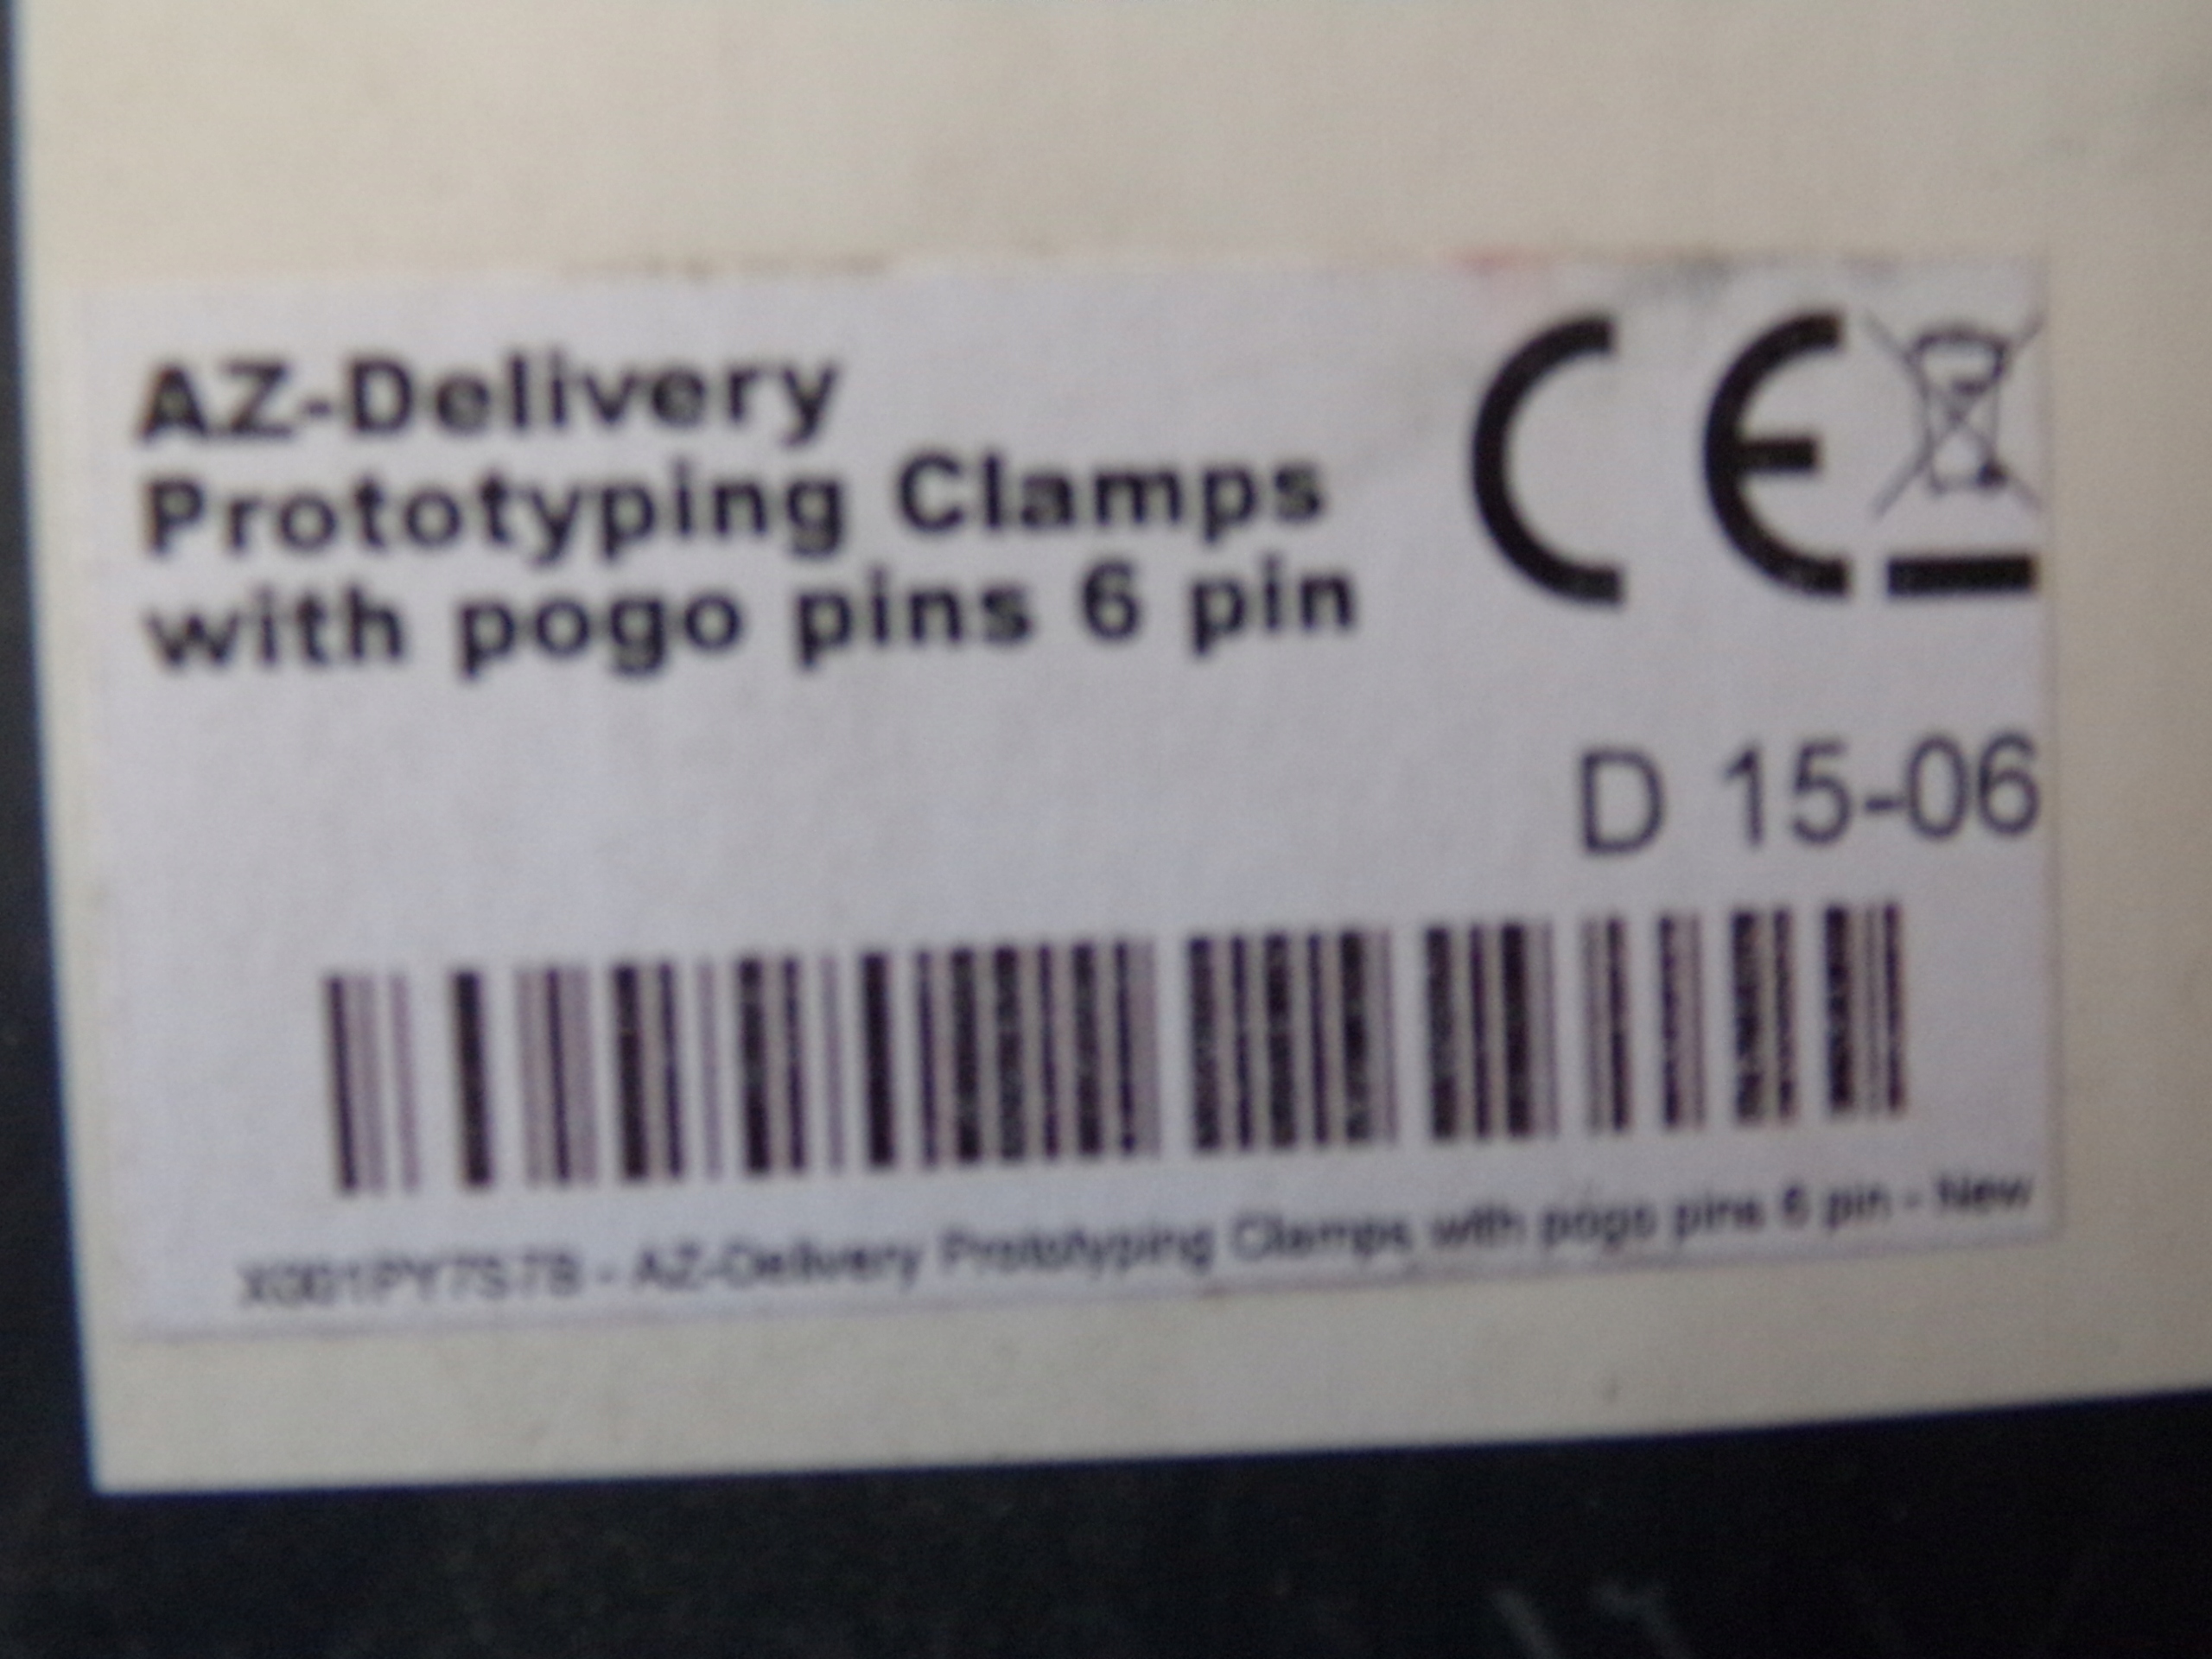 AZ-Delivery
Prototyping Clamps
with pogo pins 6 pin
CE
D 15-06
- AZ-Delivery Prototyping Clamps with pogo pins 6 pin - New